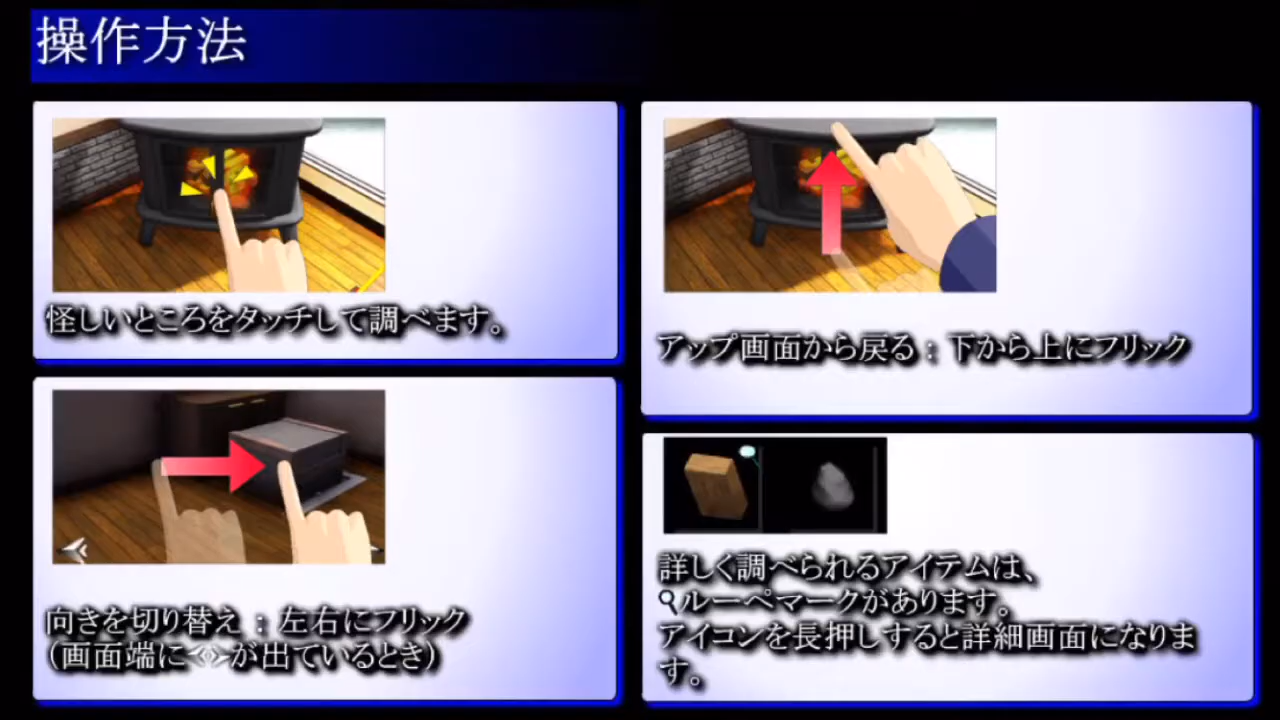 操作方法
怪しいところをタッチして調べます。
アップ画面から戻る：下から上にフリック
向きを切り替え：左右にフリック
（画面端に<>が出ているとき）
詳しく調べられるアイテムは、
ルーペマークがあります。
アイコンを長押しすると詳細画面になりま
す。